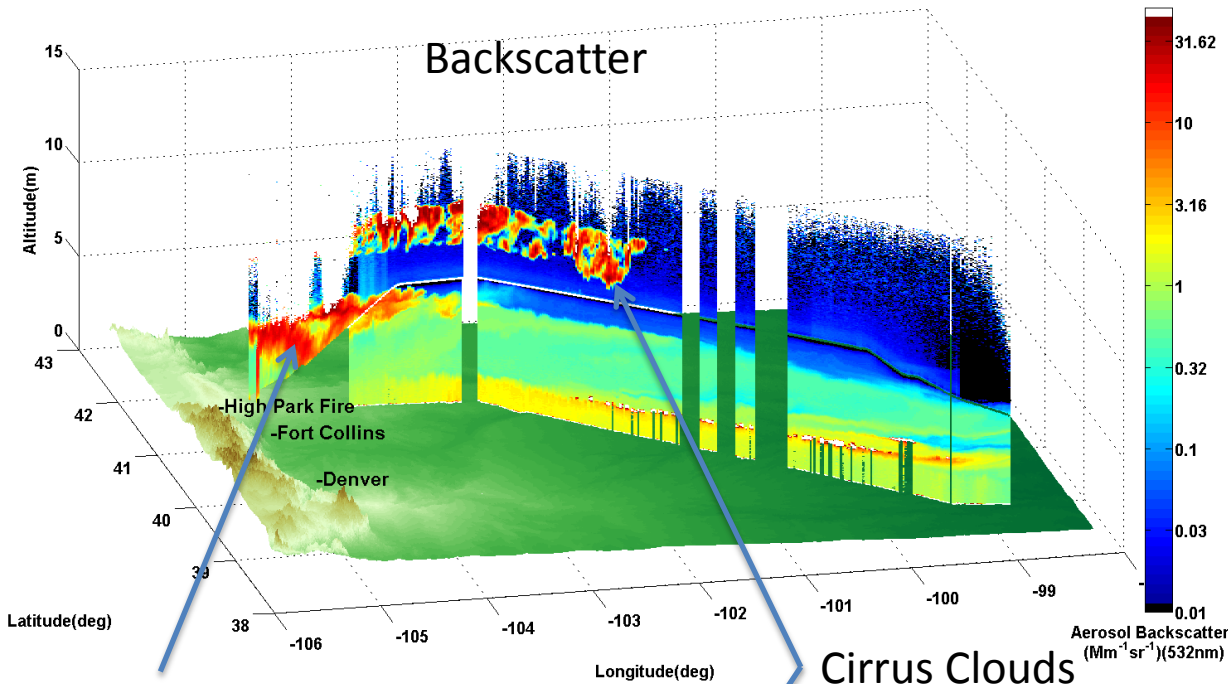 Backscatter
15
10
5
0
Altitude(m)
43
42
41
40
39
38
Latitude(deg)
-High Park Fire
-Fort Collins
-Denver
-106
-105
-104
-103
-102
-101
-100
-99
Longitude(deg)
Cirrus Clouds
31.62
10
3.16
1
0.32
0.1
0.03
0.01
Aerosol Backscatter
(Mm⁻¹sr⁻¹)(532nm)